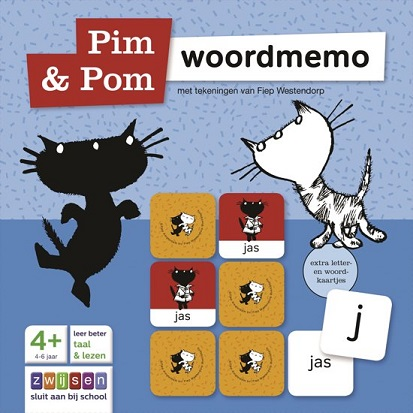 Pim
& Pom
woordmemo
met tekeningen van Fiep Westendorp
jas
jas
extra letter-
en woord-
kaartjes
j
jas
4+
4-6 jaar
leer beter
taal
& lezen
zwijsen
sluit aan bij school